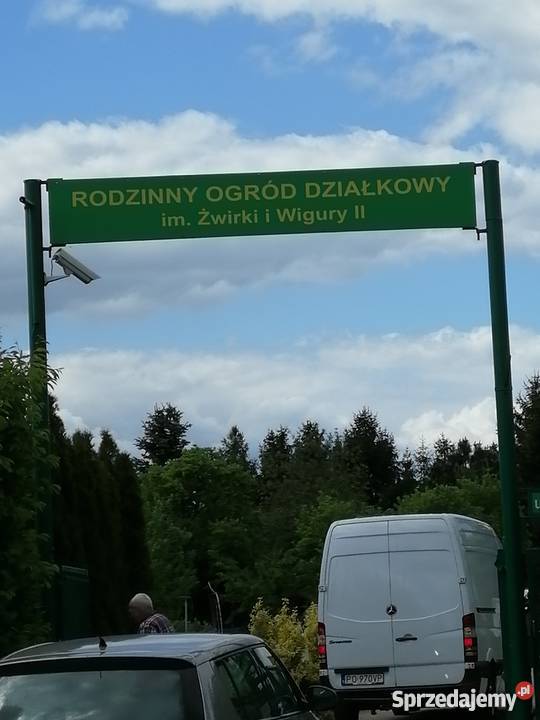 RODZINNY OGRÓD DZIAŁKOWY
im. Żwirki i Wigury II
PO 970VP
Sprzedajemy.pl